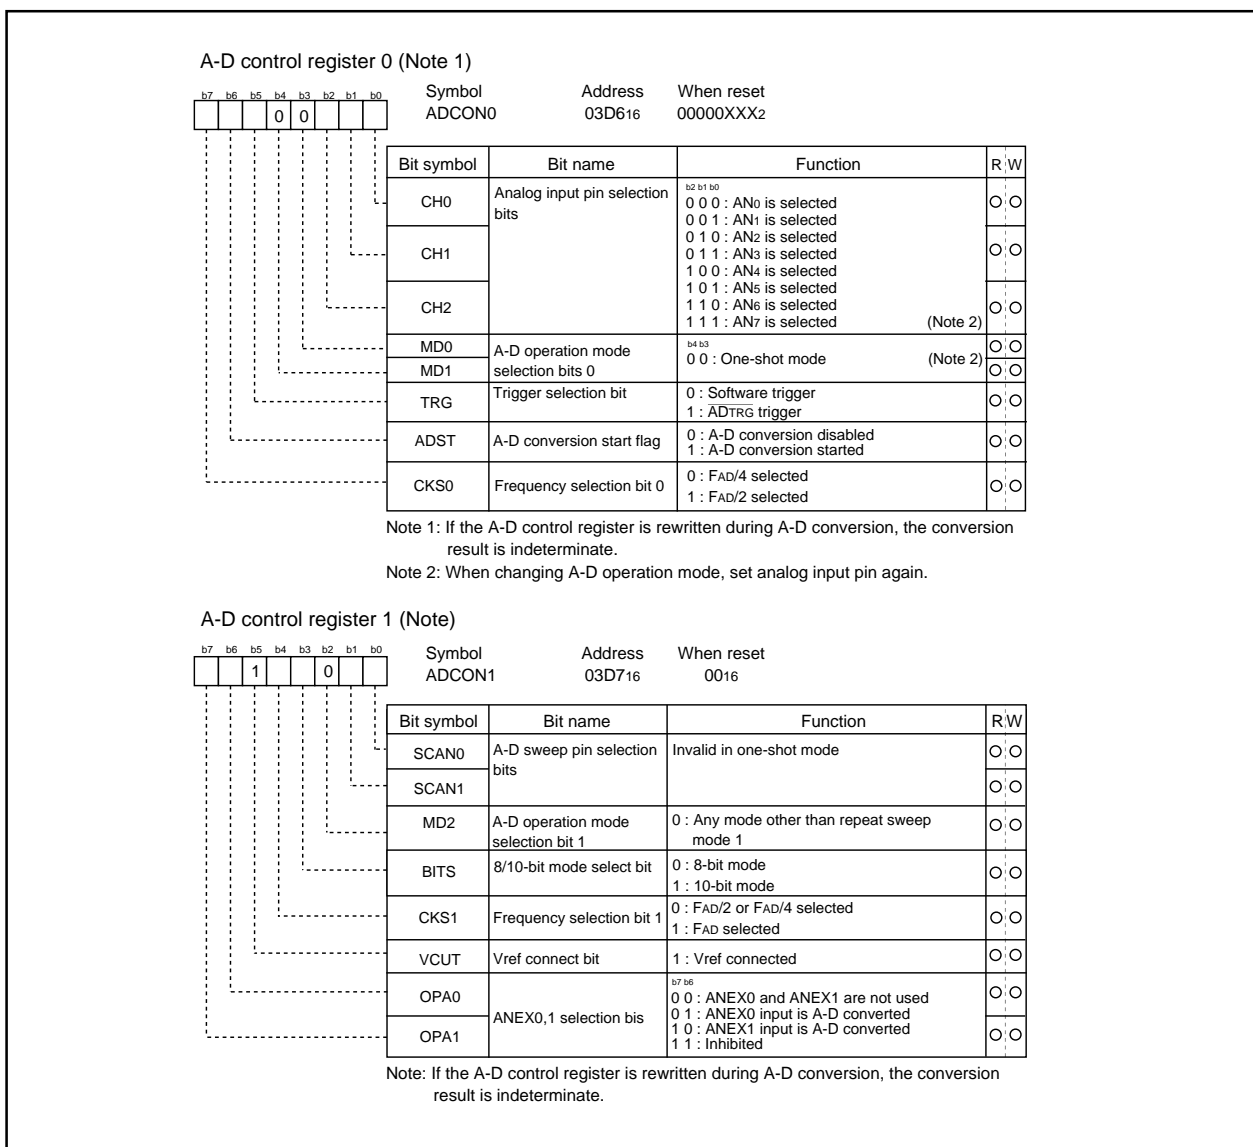 A-D control register 0 (Note 1)
b7 b6 b5 b4 b3 b2 b1 b0
0 0
Symbol Address When reset
ADCON0 03D616 00000XXX2
Bit symbol Bit name Function R W
CH0 Analog input pin selection bits
b2 b1 b0
0 0 0 : AN0 is selected
0 0 1 : AN1 is selected
0 1 0 : AN2 is selected
CH1
0 1 1 : AN3 is selected
1 0 0 : AN4 is selected
1 0 1 : AN5 is selected
CH2
1 1 0 : AN6 is selected
1 1 1 : AN7 is selected (Note 2)
MD0
MD1
A-D operation mode
selection bits 0
b4 b3
0 0 : One-shot mode (Note 2)
TRG Trigger selection bit
0 : Software trigger
1 : ADTRG trigger
ADST A-D conversion start flag
0 : A-D conversion disabled
1 : A-D conversion started
CKS0 Frequency selection bit 0
0 : FAD/4 selected
1 : FAD/2 selected
Note 1: If the A-D control register is rewritten during A-D conversion, the conversion
result is indeterminate.
Note 2: When changing A-D operation mode, set analog input pin again.
A-D control register 1 (Note)
b7 b6 b5 b4 b3 b2 b1 b0
1 0
Symbol Address When reset
ADCON1 03D716 0016
Bit symbol Bit name Function R W
SCAN0
SCAN1
A-D sweep pin selection
bits
Invalid in one-shot mode
MD2
A-D operation mode
selection bit 1
0 : Any mode other than repeat sweep
mode 1
BITS 8/10-bit mode select bit
0 : 8-bit mode
1 : 10-bit mode
CKS1 Frequency selection bit 1
0 : FAD/2 or FAD/4 selected
1 : FAD selected
VCUT Vref connect bit 1 : Vref connected
OPA0
OPA1
ANEX0,1 selection bis
b7 b6
0 0 : ANEX0 and ANEX1 are not used
0 1 : ANEX0 input is A-D converted
1 0 : ANEX1 input is A-D converted
1 1 : Inhibited
Note: If the A-D control register is rewritten during A-D conversion, the conversion
result is indeterminate.